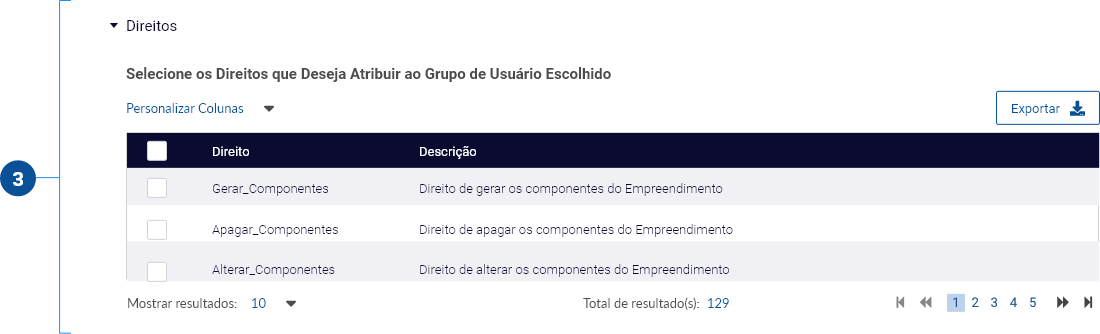 Direitos
Selecione os Direitos que Deseja Atribuir ao Grupo de Usuário Escolhido
Personalizar Colunas
Exportar
Direito Descrição
3
Gerar_Componentes Direito de gerar os componentes do Empreendimento
Apagar_Componentes Direito de apagar os componentes do Empreendimento
Alterar_Componentes Direito de alterar os componentes do Empreendimento
Mostrar resultados: 10 Total de resultado(s): 129 1 2 3 4 5